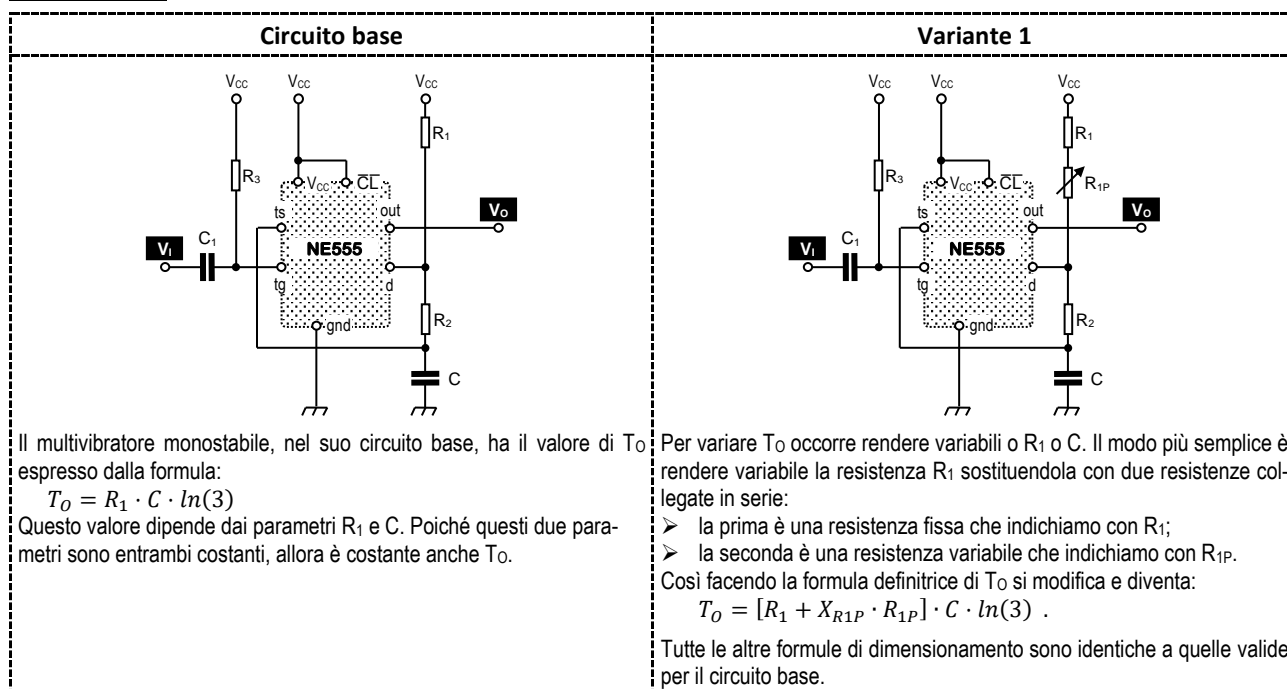 Circuito base
VCC VCC VCC
R1
R3
VCC CL
ts out
VO
VI C1 NE555
tg d
R2
gnd
C
Il multivibratore monostabile, nel suo circuito base, ha il valore di TO
espresso dalla formula:
TO = R1 · C · ln(3)
Questo valore dipende dai parametri R1 e C. Poiché questi due para-
metri sono entrambi costanti, allora è costante anche TO.
Variante 1
VCC VCC VCC
R1
R3 R1P
VCC CL
ts out
VO
VI C1 NE555
tg d
R2
gnd
C
Per variare TO occorre rendere variabili o R1 o C. Il modo più semplice è
rendere variabile la resistenza R1 sostituendola con due resistenze col-
legate in serie:
➢ la prima è una resistenza fissa che indichiamo con R1;
➢ la seconda è una resistenza variabile che indichiamo con R1P.
Così facendo la formula definitrice di TO si modifica e diventa:
TO = [R1 + XR1P · R1P] · C · ln(3) .
Tutte le altre formule di dimensionamento sono identiche a quelle valide
per il circuito base.